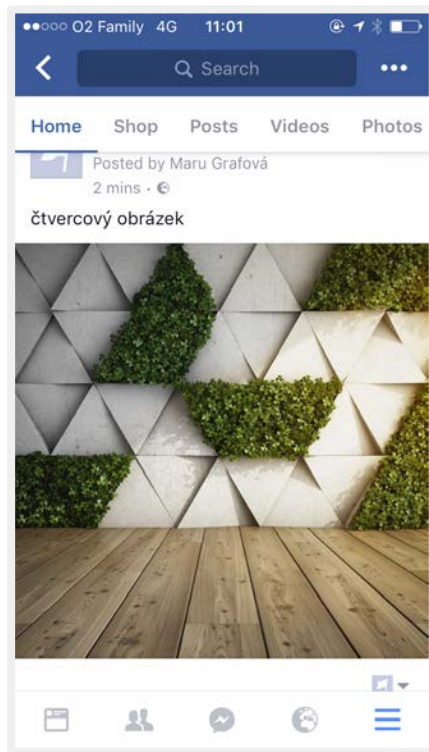 ●●○○○ O2 Family 4G 11:01
Search
Home Shop Posts Videos Photos
Posted by Maru Grafová
2 mins ·
čtvercový obrázek